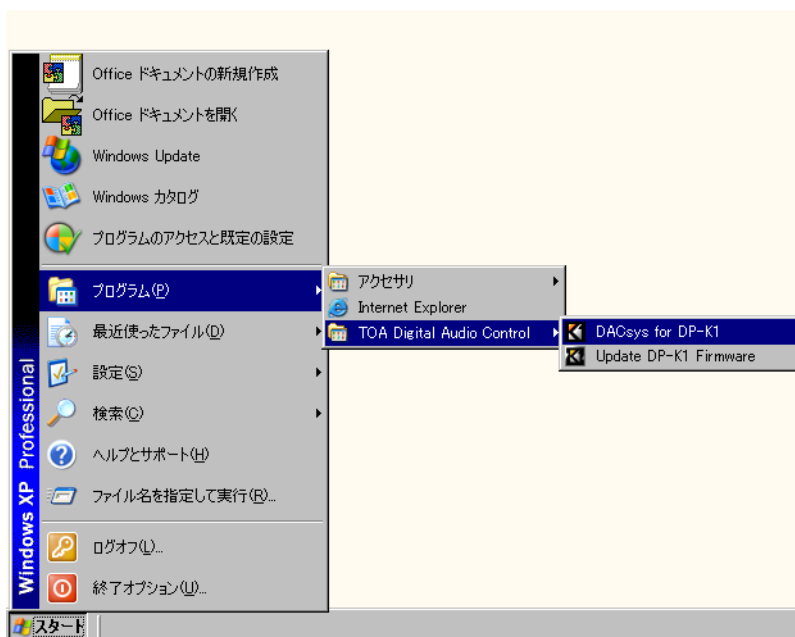 Office ドキュメントの新規作成
Office ドキュメントを開く
Windows Update
Windows カタログ
プログラムのアクセスと既定の設定
プログラム(P)
最近使ったファイル(D)
設定(S)
検索(C)
ヘルプとサポート(H)
ファイル名を指定して実行(R)...
ログオフ(L)...
終了オプション(U)...
アクセサリ
Internet Explorer
TOA Digital Audio Control
DACsys for DP-K1
Update DP-K1 Firmware
Windows XP Professional
スタート